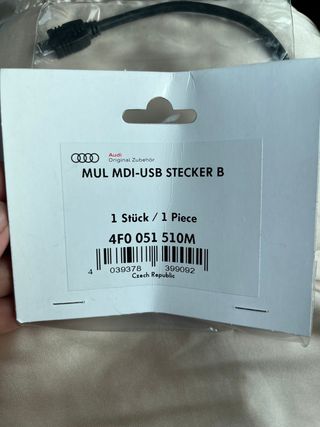 Audi
Original Zubehör
MUL MDI-USB STECKER B
1 Stück / 1 Piece
4F0 051 510M
4 039378 399092
Czech Republic